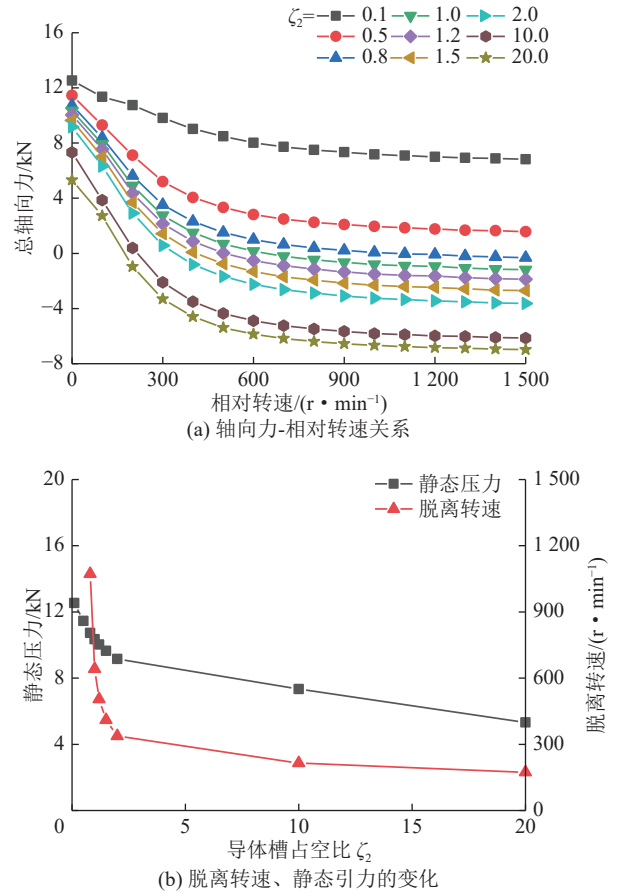 ζ₂= 0.1 1.0 2.0
0.5 1.2 10.0
0.8 1.5 20.0
16
12
8
4
0
−4
−8
总轴向力/kN
0 300 600 900 1 200 1 500
相对转速/(r・min⁻¹)
(a) 轴向力-相对转速关系
静态压力
脱离转速
20
16
12
8
4
0
静态压力/kN
1 500
1 200
900
600
300
0
脱离转速/(r・min⁻¹)
0 5 10 15 20
导体槽占空比 ζ₂
(b) 脱离转速、静态引力的变化